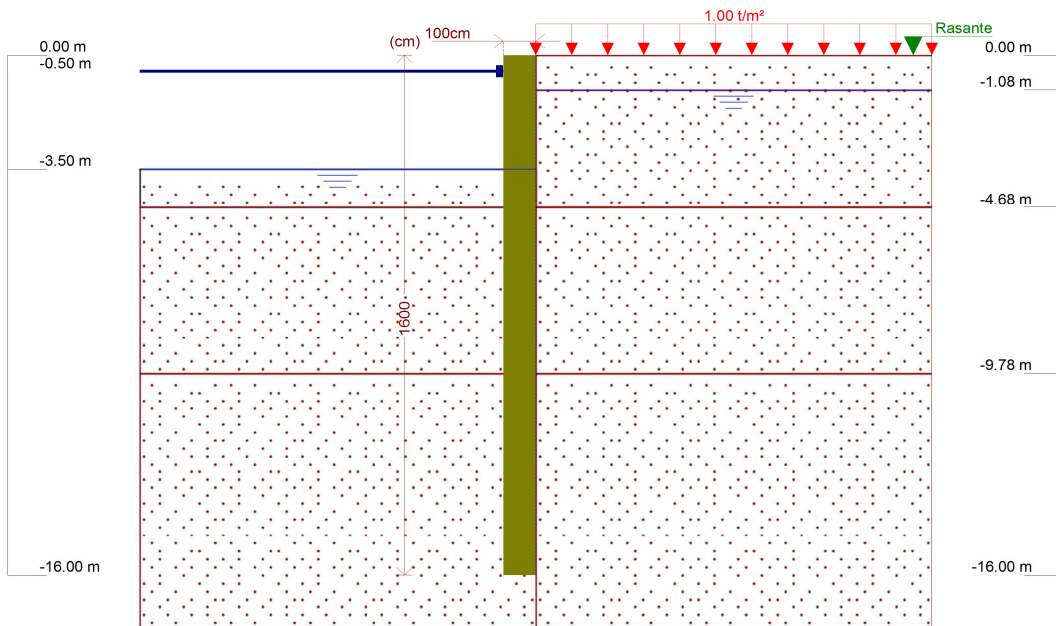 1.00 t/m²
Rasante
(cm)
100cm
0.00 m
-0.50 m
0.00 m
-1.08 m
-3.50 m
-4.68 m
1600
-9.78 m
-16.00 m
-16.00 m